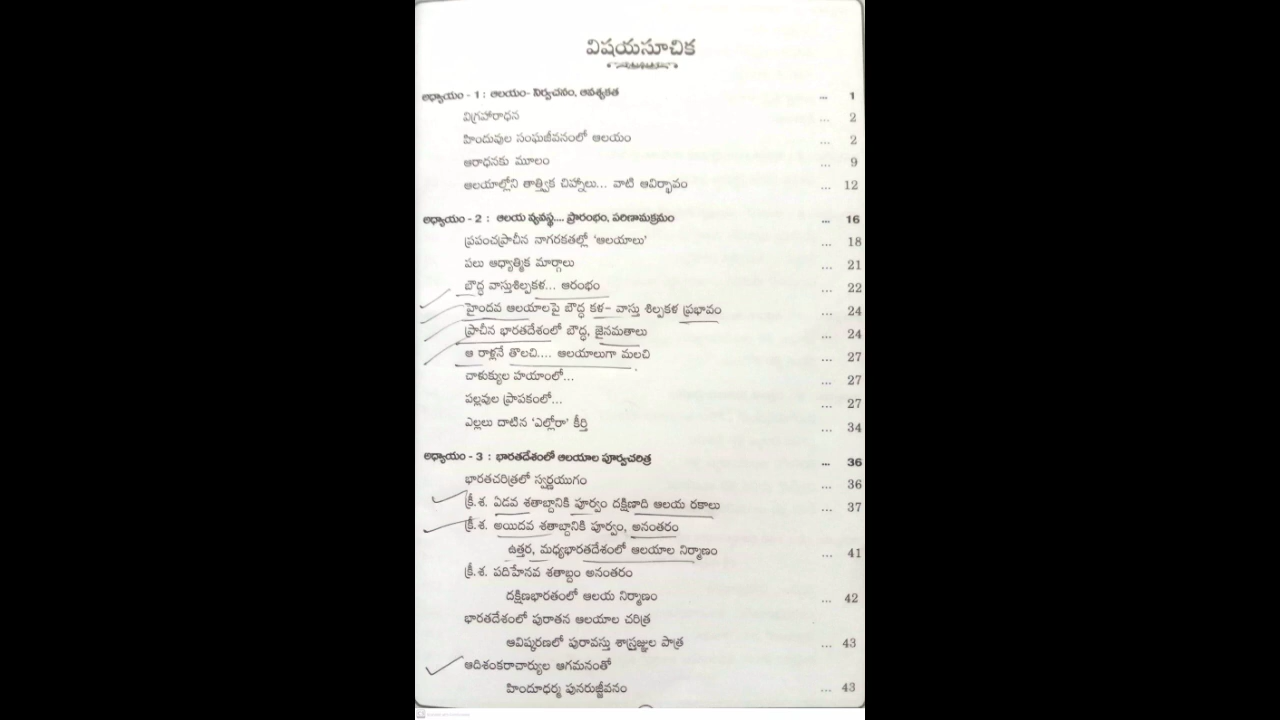 విషయసూచిక
అధ్యాయం - 1 : ఆలయం- నిర్వచనం, ఆవశ్యకత ... 1
విగ్రహారాధన ... 2
హిందువుల సంఘజీవనంలో ఆలయం ... 2
ఆరాధనకు మూలం ... 9
ఆలయాల్లోని తాత్త్విక చిహ్నాలు... వాటి ఆవిర్భావం ... 12
అధ్యాయం - 2 : ఆలయ వ్యవస్థ.... ప్రారంభం, పరిణామక్రమం ... 16
ప్రపంచప్రాచీన నాగరకతల్లో 'ఆలయాలు' ... 18
పలు ఆధ్యాత్మిక మార్గాలు ... 21
బౌద్ధ వాస్తుశిల్పకళ... ఆరంభం ... 22
హైందవ ఆలయాలపై బౌద్ధ కళ- వాస్తు శిల్పకళ ప్రభావం ... 24
ప్రాచీన భారతదేశంలో బౌద్ధ, జైనమతాలు ... 24
ఆ రాళ్లనే తొలచి.... ఆలయాలుగా మలచి ... 27
చాళుక్యుల హయాంలో... ... 27
పల్లవుల ప్రాపకంలో... ... 27
ఎల్లలు దాటిన 'ఎల్లోరా' కీర్తి ... 34
అధ్యాయం - 3 : భారతదేశంలో ఆలయాల పూర్వచరిత్ర ... 36
భారతచరిత్రలో స్వర్ణయుగం ... 36
క్రీ.శ. ఏడవ శతాబ్దానికి పూర్వం దక్షిణాది ఆలయ రకాలు ... 37
క్రీ.శ. అయిదవ శతాబ్దానికి పూర్వం, అనంతరం
ఉత్తర, మధ్యభారతదేశంలో ఆలయాల నిర్మాణం ... 41
క్రీ.శ. పదిహేనవ శతాబ్దం అనంతరం
దక్షిణభారతంలో ఆలయ నిర్మాణం ... 42
భారతదేశంలో పురాతన ఆలయాల చరిత్ర
ఆవిష్కరణలో పురావస్తు శాస్త్రజ్ఞుల పాత్ర ... 43
ఆదిశంకరాచార్యుల ఆగమనంతో
హిందూధర్మ పునరుజ్జీవనం ... 43